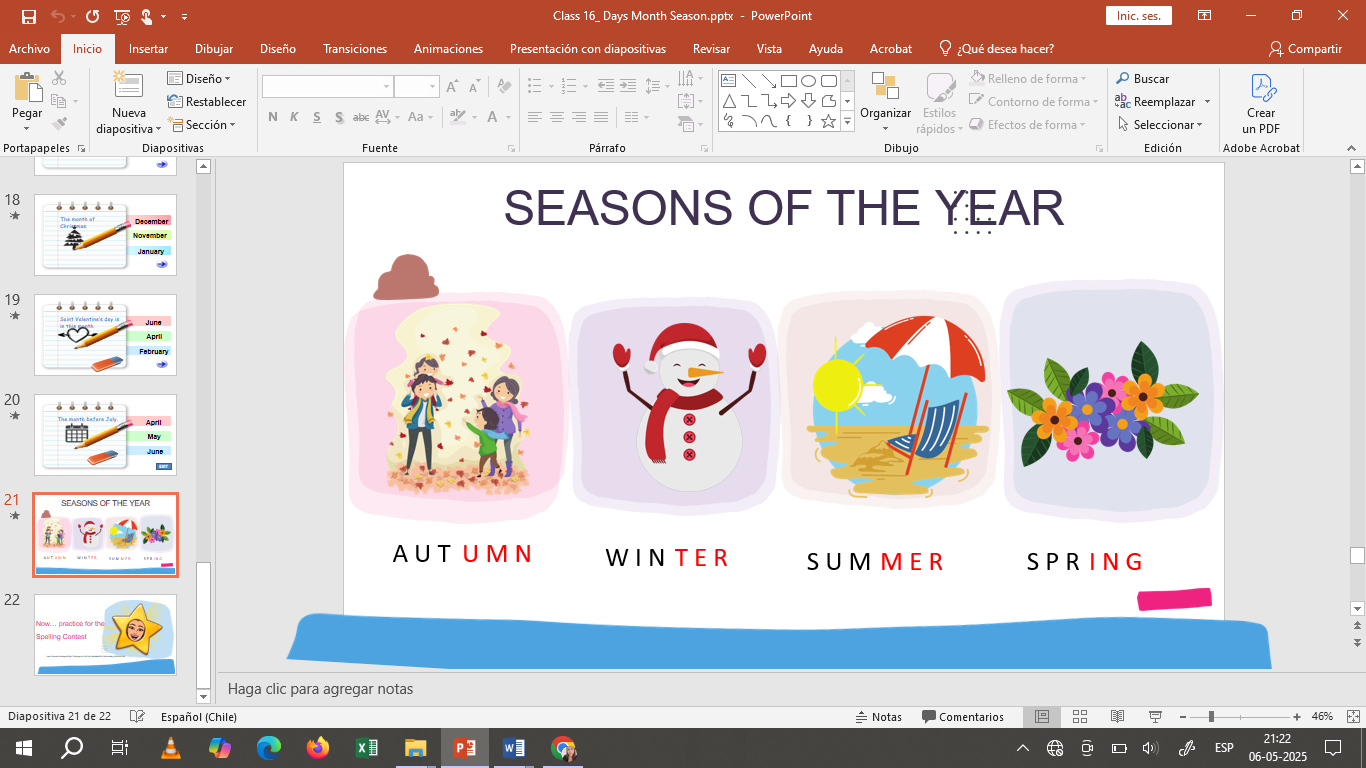 Class 16_ Days Month Season.pptx - PowerPoint
Inic. ses.
Archivo Inicio Insertar Dibujar Diseño Transiciones Animaciones Presentación con diapositivas Revisar Vista Ayuda Acrobat ¿Qué desea hacer? Compartir
Pegar
Portapapeles
Nueva
diapositiva
Diseño
Restablecer
Sección
Diapositivas
N K S S abc AV Aa A
Fuente
Párrafo
Organizar
Estilos
rápidos
Relleno de forma
Contorno de forma
Efectos de forma
Dibujo
Buscar
Reemplazar
Seleccionar
Edición
Crear
un PDF
Adobe Acrobat
18
The month of
Christmas
December
November
January
19
Saint Valentine's day is
in this month.
June
April
February
20
The month before July.
April
May
June
EXIT
21
SEASONS OF THE YEAR
AUTUMN WINTER SUMMER SPRING
22
Now... practice for the
Spelling Contest
SEASONS OF THE YEAR
A U T U M N
W I N T E R
S U M M E R
S P R I N G
Haga clic para agregar notas
Diapositiva 21 de 22 Español (Chile) Notas Comentarios 46%
ESP
21:22
06-05-2025